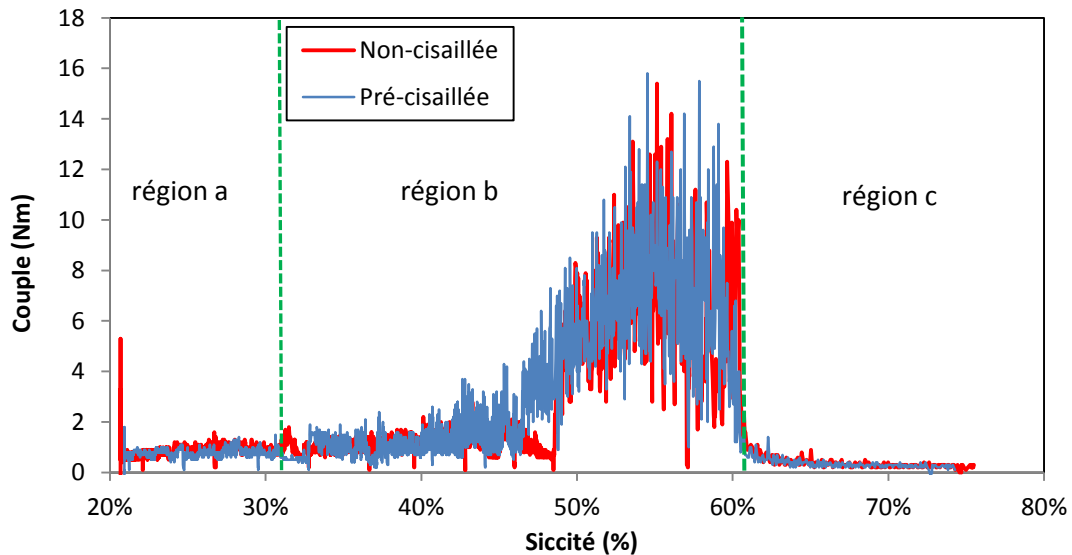 18
16
14
12
10
8
6
4
2
0
Couple (Nm)
Non-cisaillée
Pré-cisaillée
région a
région b
région c
20%
30%
40%
50%
60%
70%
80%
Siccité (%)